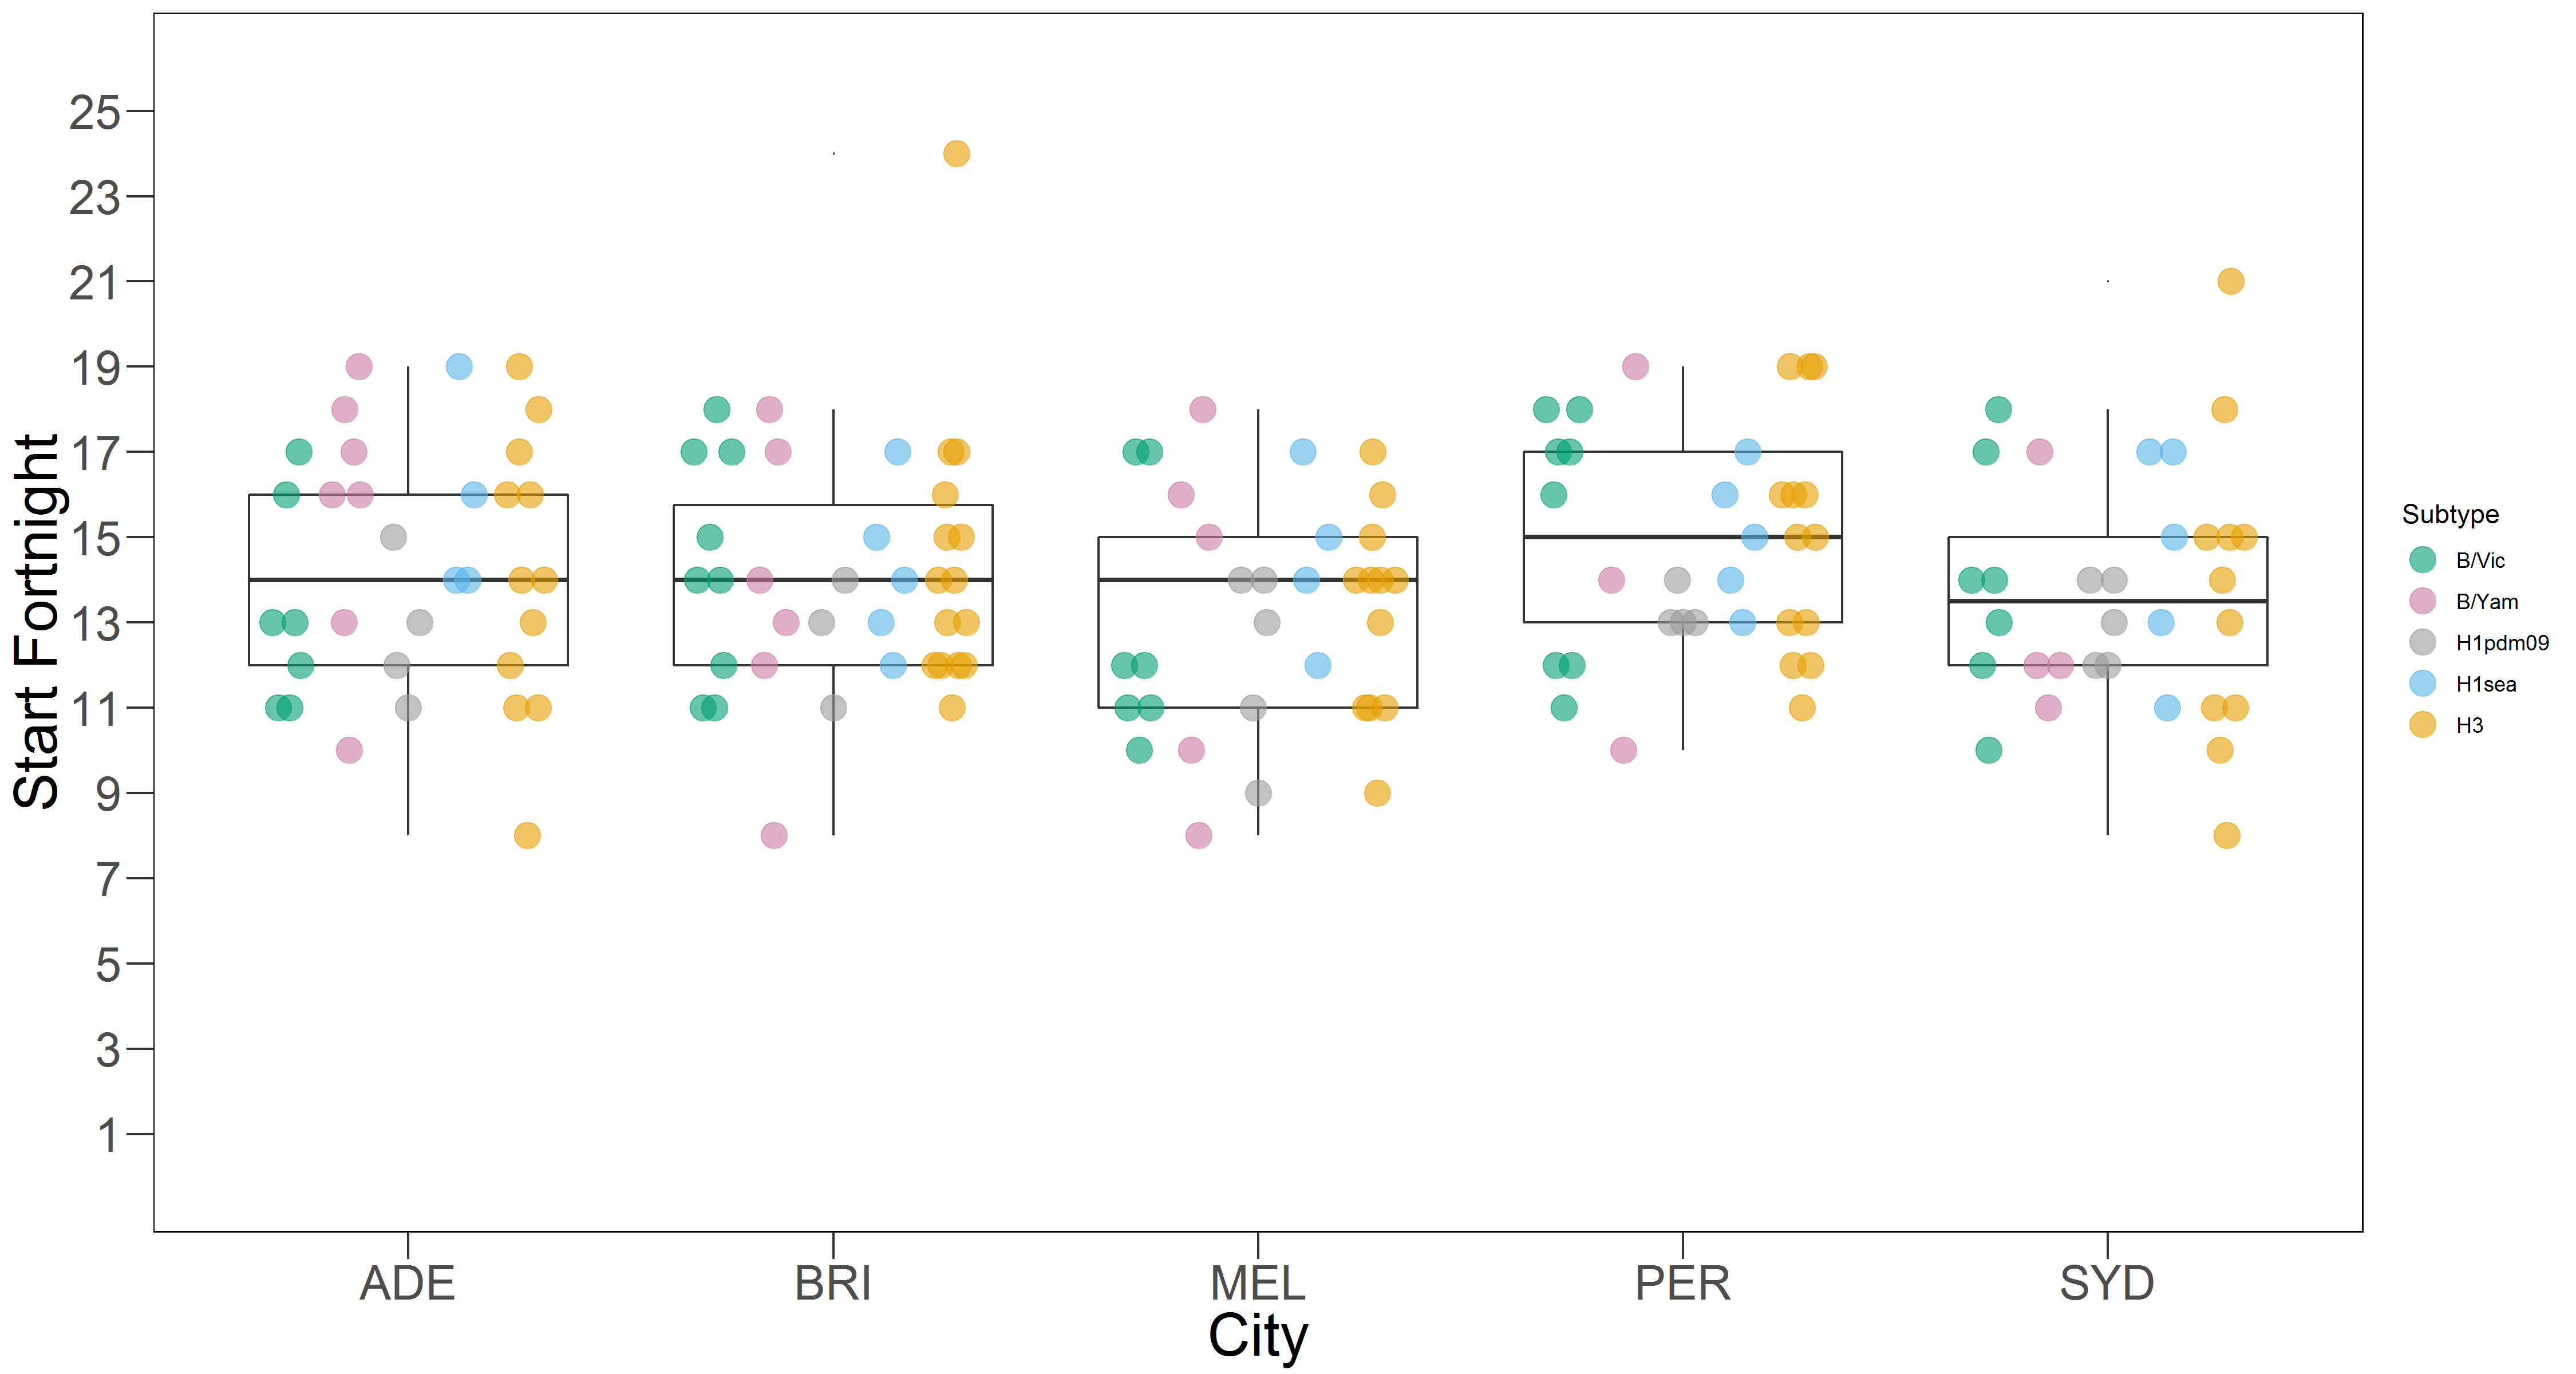 Start Fortnight
25
23
21
19
17
15
13
11
9
7
5
3
1
ADE BRI MEL PER SYD
City
Subtype
B/Vic
B/Yam
H1pdm09
H1sea
H3